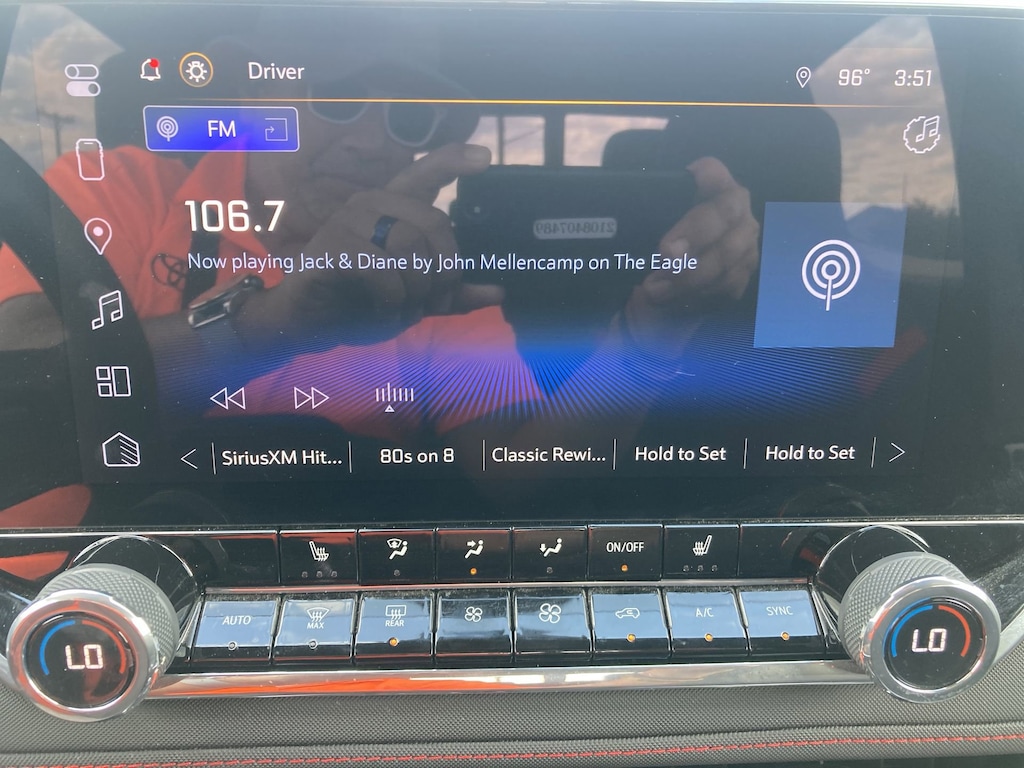 Driver
96° 3:51
FM
106.7
2108407489
Now playing Jack & Diane by John Mellencamp on The Eagle
SiriusXM Hit... 80s on 8 Classic Rewi... Hold to Set Hold to Set
ON/OFF
AUTO MAX REAR A/C SYNC
LO LO